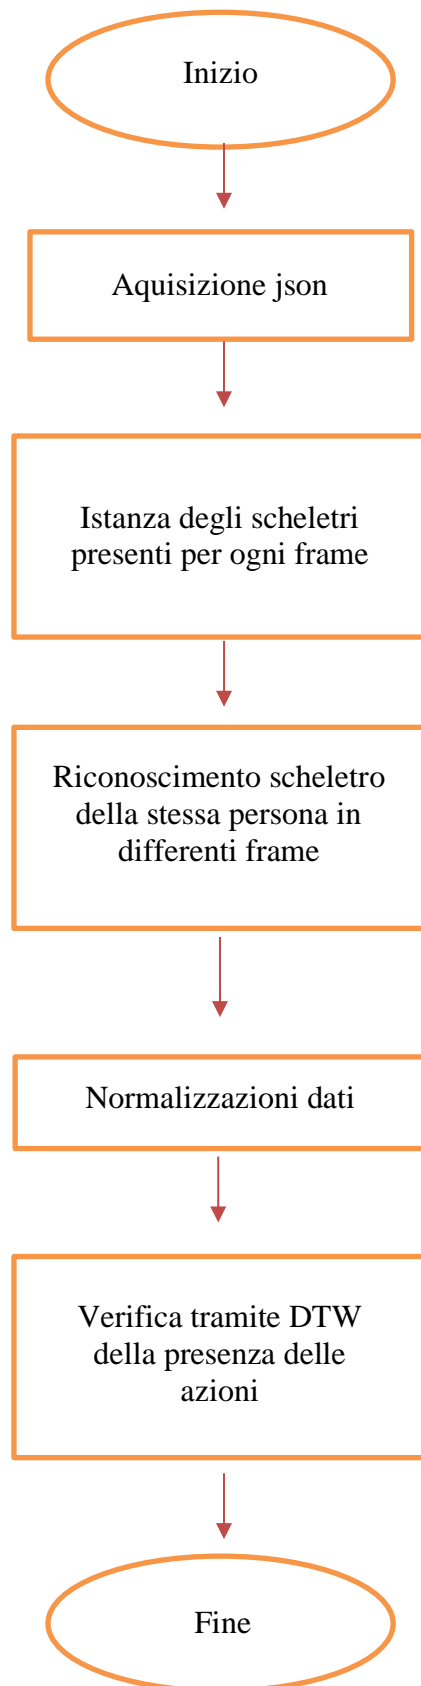 Inizio
Aquisizione json
Istanza degli scheletri
presenti per ogni frame
Riconoscimento scheletro
della stessa persona in
differenti frame
Normalizzazioni dati
Verifica tramite DTW
della presenza delle
azioni
Fine